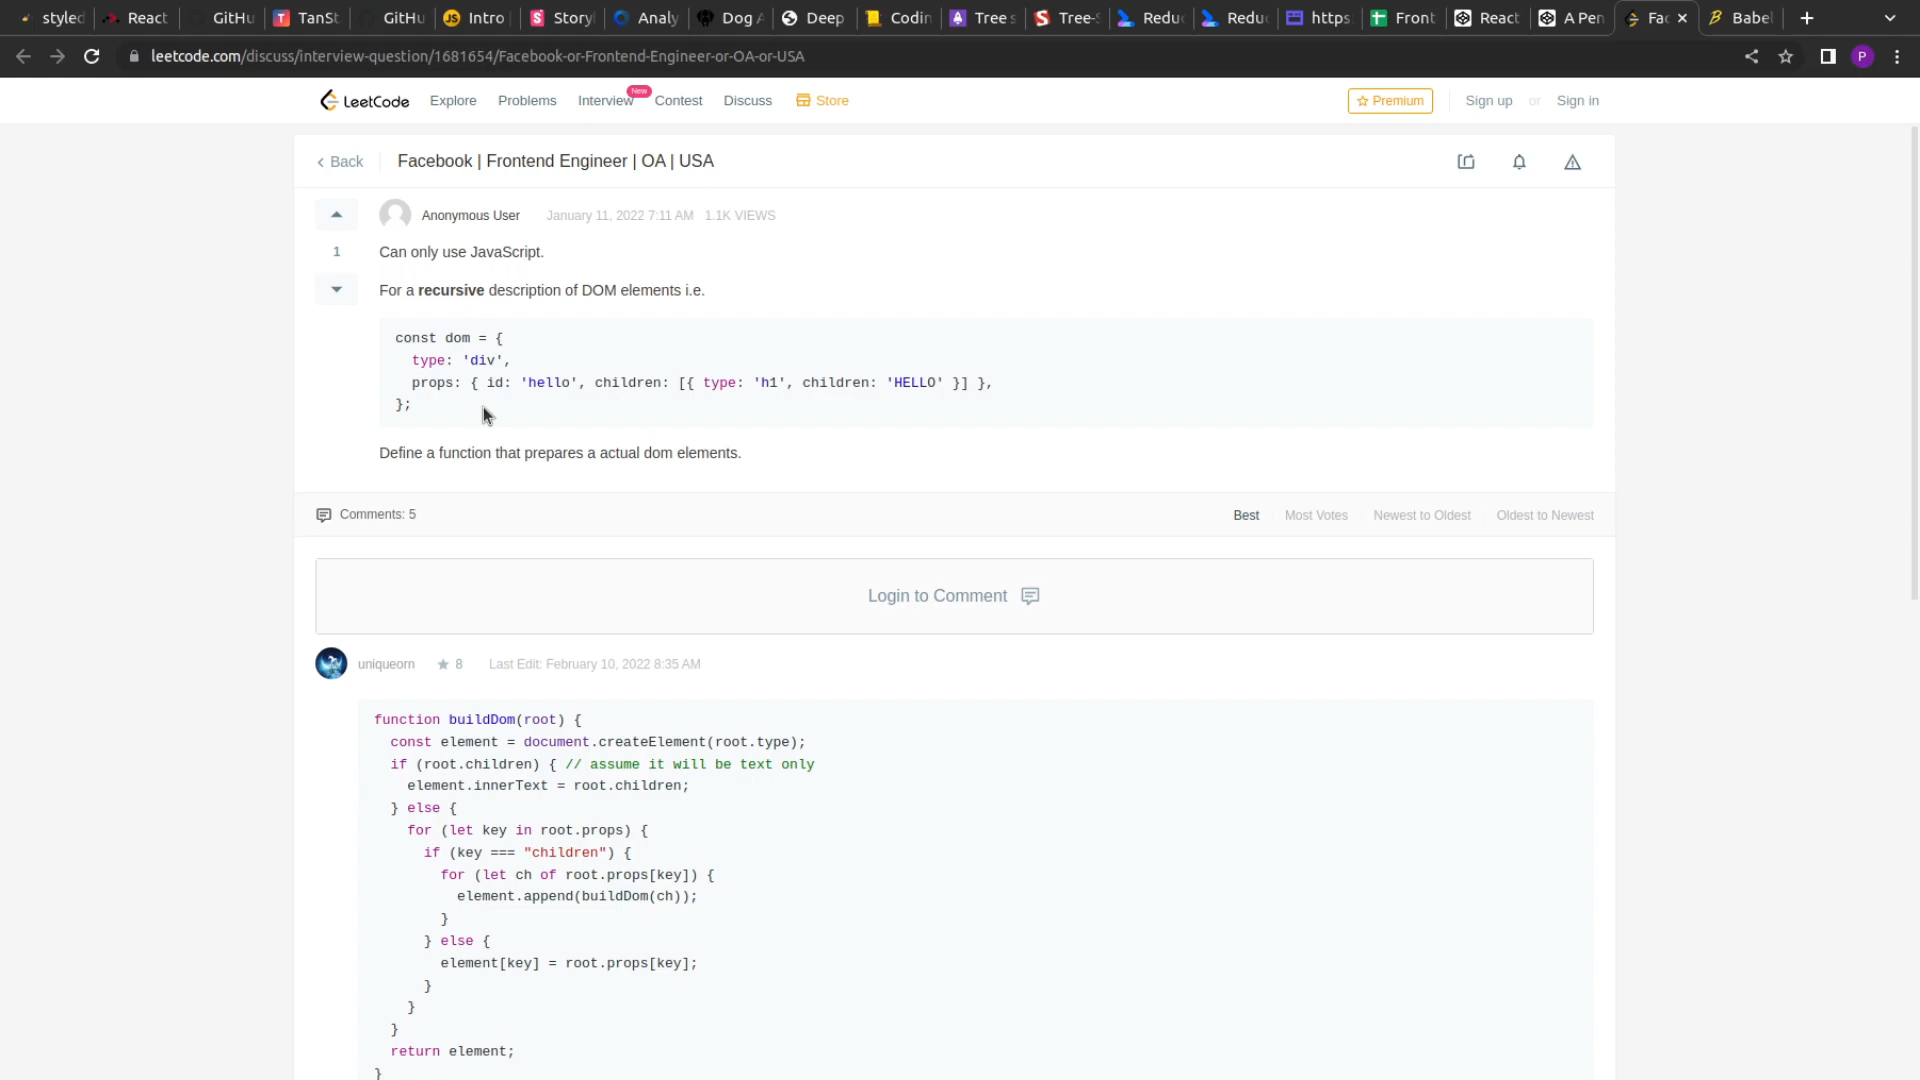 styled React GitHu TanSt GitHu Intro Story Analy Dog A Deep Codin Tree s Tree-S Redu Redu https Front React A Pen Fac Babel
leetcode.com/discuss/interview-question/1681654/Facebook-or-Frontend-Engineer-or-OA-or-USA P
LeetCode Explore Problems Interview New Contest Discuss Store Premium Sign up or Sign in
Back Facebook | Frontend Engineer | OA | USA
Anonymous User January 11, 2022 7:11 AM 1.1K VIEWS
1 Can only use JavaScript.
For a recursive description of DOM elements i.e.
const dom = {
type: 'div',
props: { id: 'hello', children: [{ type: 'h1', children: 'HELLO' }] },
};
Define a function that prepares a actual dom elements.
Comments: 5 Best Most Votes Newest to Oldest Oldest to Newest
Login to Comment
uniqueorn 8 Last Edit: February 10, 2022 8:35 AM
function buildDom(root) {
const element = document.createElement(root.type);
if (root.children) { // assume it will be text only
element.innerText = root.children;
} else {
for (let key in root.props) {
if (key === "children") {
for (let ch of root.props[key]) {
element.append(buildDom(ch));
}
} else {
element[key] = root.props[key];
}
}
}
return element;
}